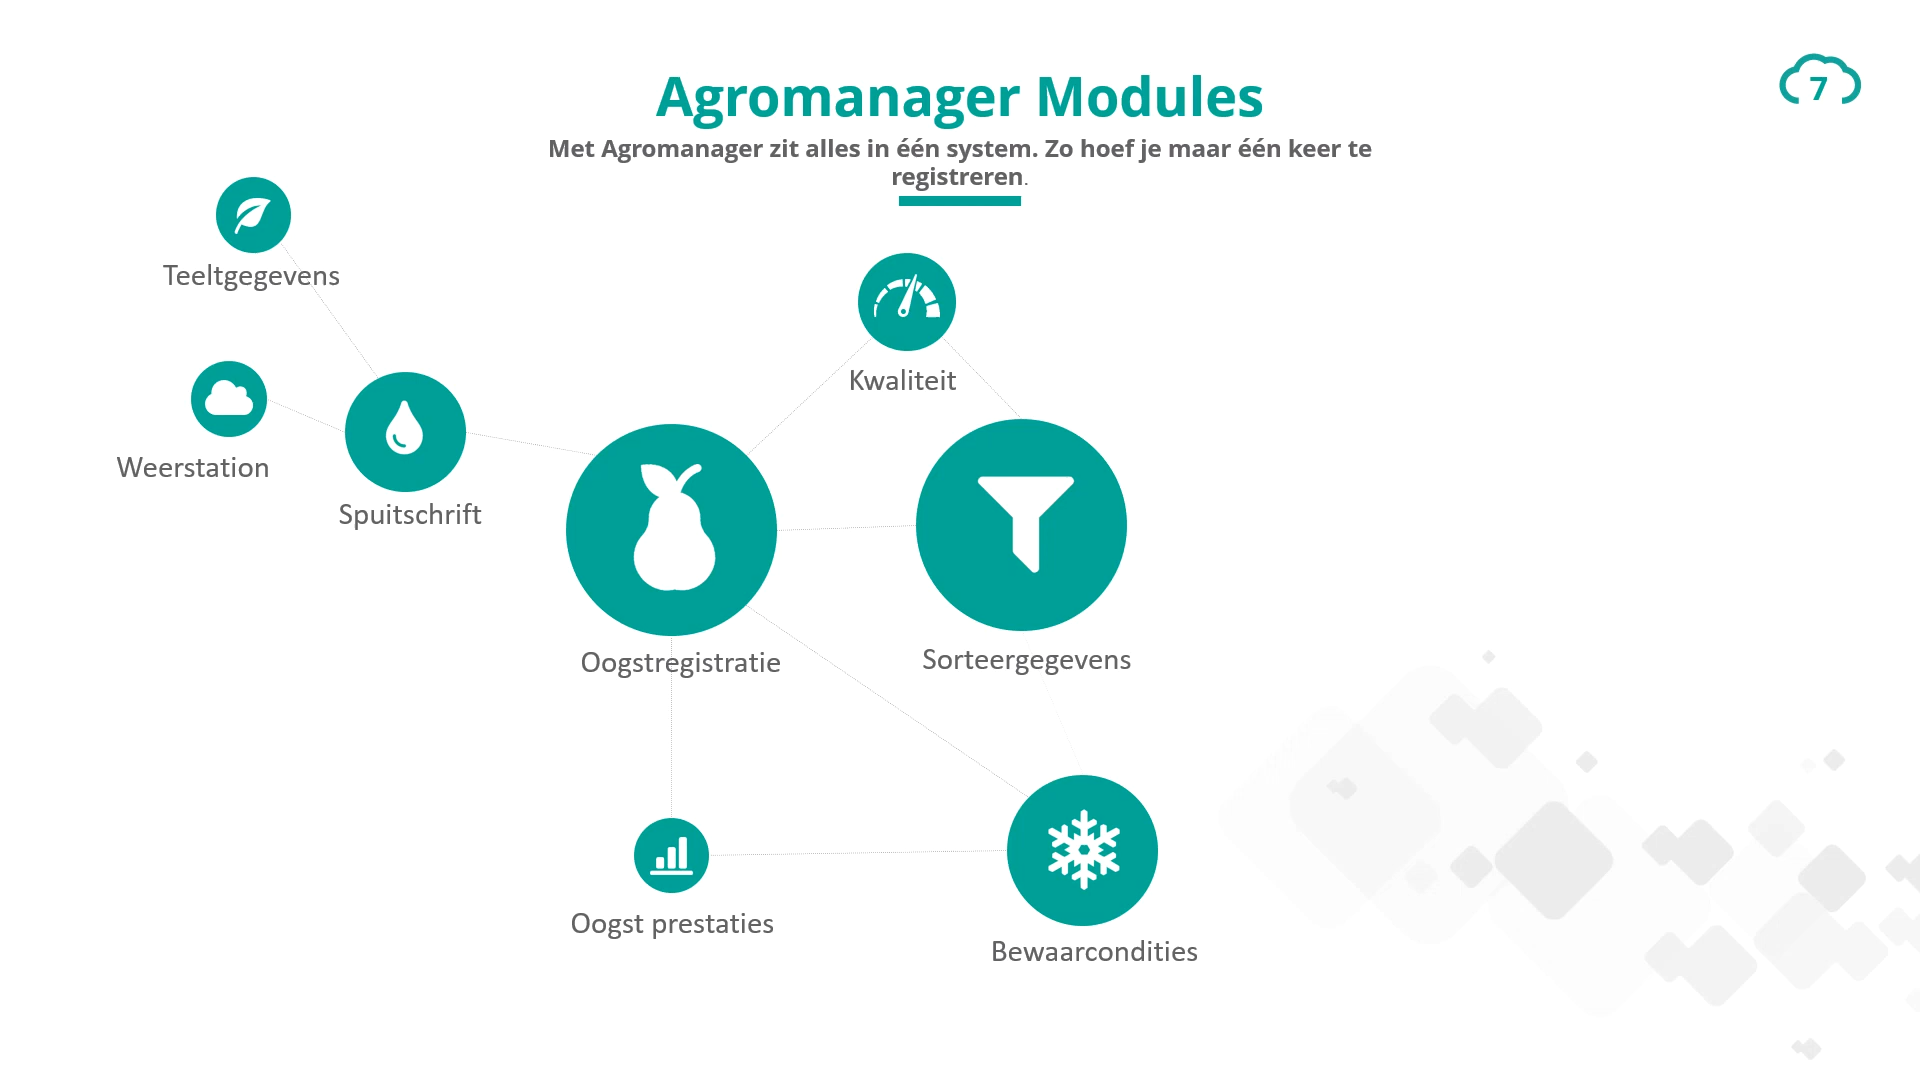 7
Agromanager Modules
Met Agromanager zit alles in één system. Zo hoef je maar één keer te
registreren.
Teeltgegevens
Kwaliteit
Weerstation
Spuitschrift
Oogstregistratie
Sorteergegevens
Oogst prestaties
Bewaarcondities